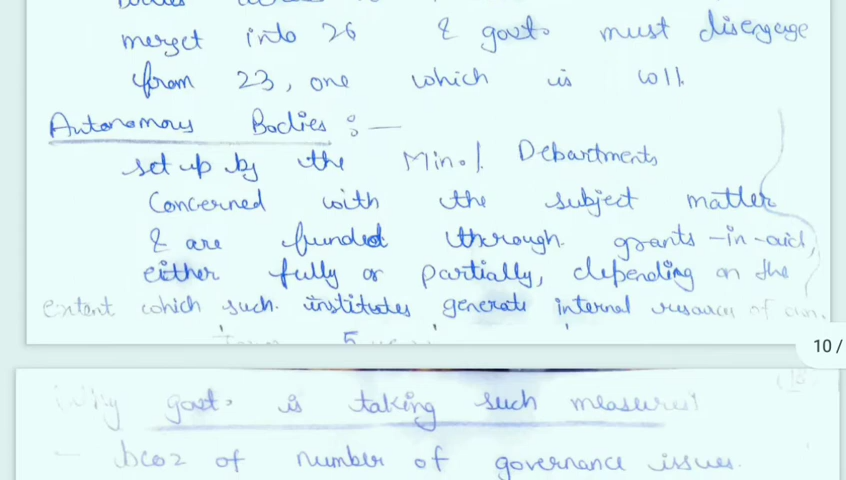 merget into 26 & govt. must disengage
from 23, one which is
Autonomous Bodies :—
set up by the Min. / Departments
Concerned with the subject matter
& are funded through grants-in-aid,
either fully or partially, depending on the
extent which such institutes generate internal resources of own.
5
10 /
Why govt. is taking such measures
- bcoz of number of governance issues.